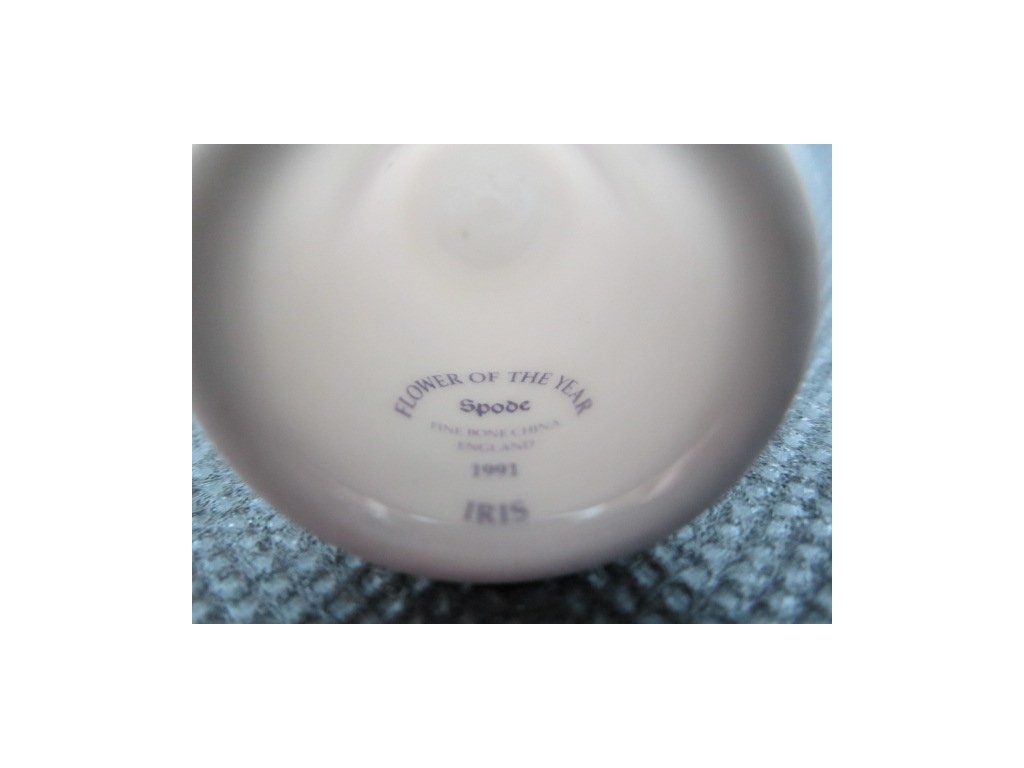 FLOWER OF THE YEAR
Spode
FINE BONE CHINA
ENGLAND
1991
IRIS